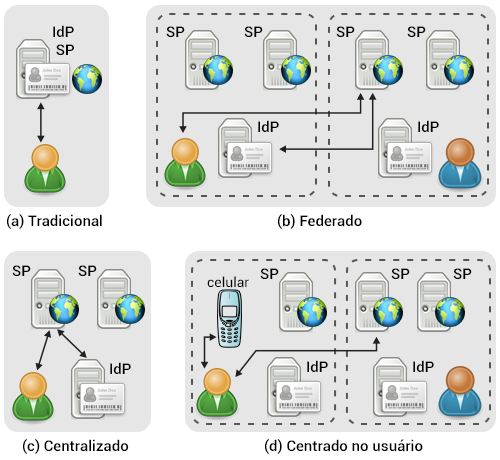 IdP
SP
(a) Tradicional
SP
SP
SP
SP
IdP
IdP
(b) Federado
SP
SP
IdP
(c) Centralizado
celular
SP
SP
SP
IdP
IdP
(d) Centrado no usuário